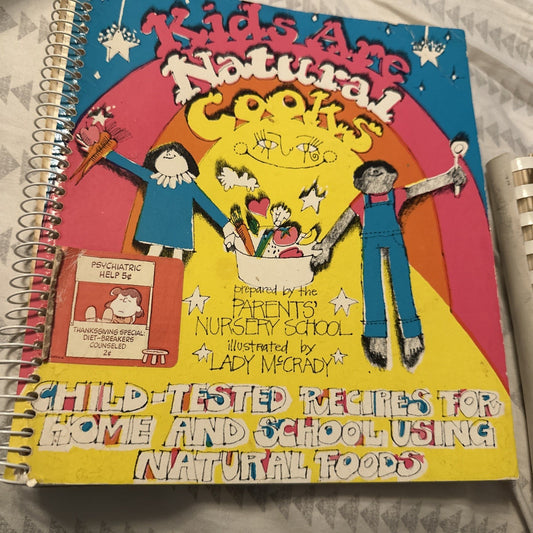 Kids Are
Natural
Cooks
prepared by the
PARENTS'
NURSERY SCHOOL
illustrated by
LADY McCRADY
PSYCHIATRIC
HELP 5¢
THANKSGIVING SPECIAL:
DIET-BREAKERS
COUNSELED
2¢
CHILD-TESTED RECIPES FOR
HOME AND SCHOOL USING
NATURAL FOODS